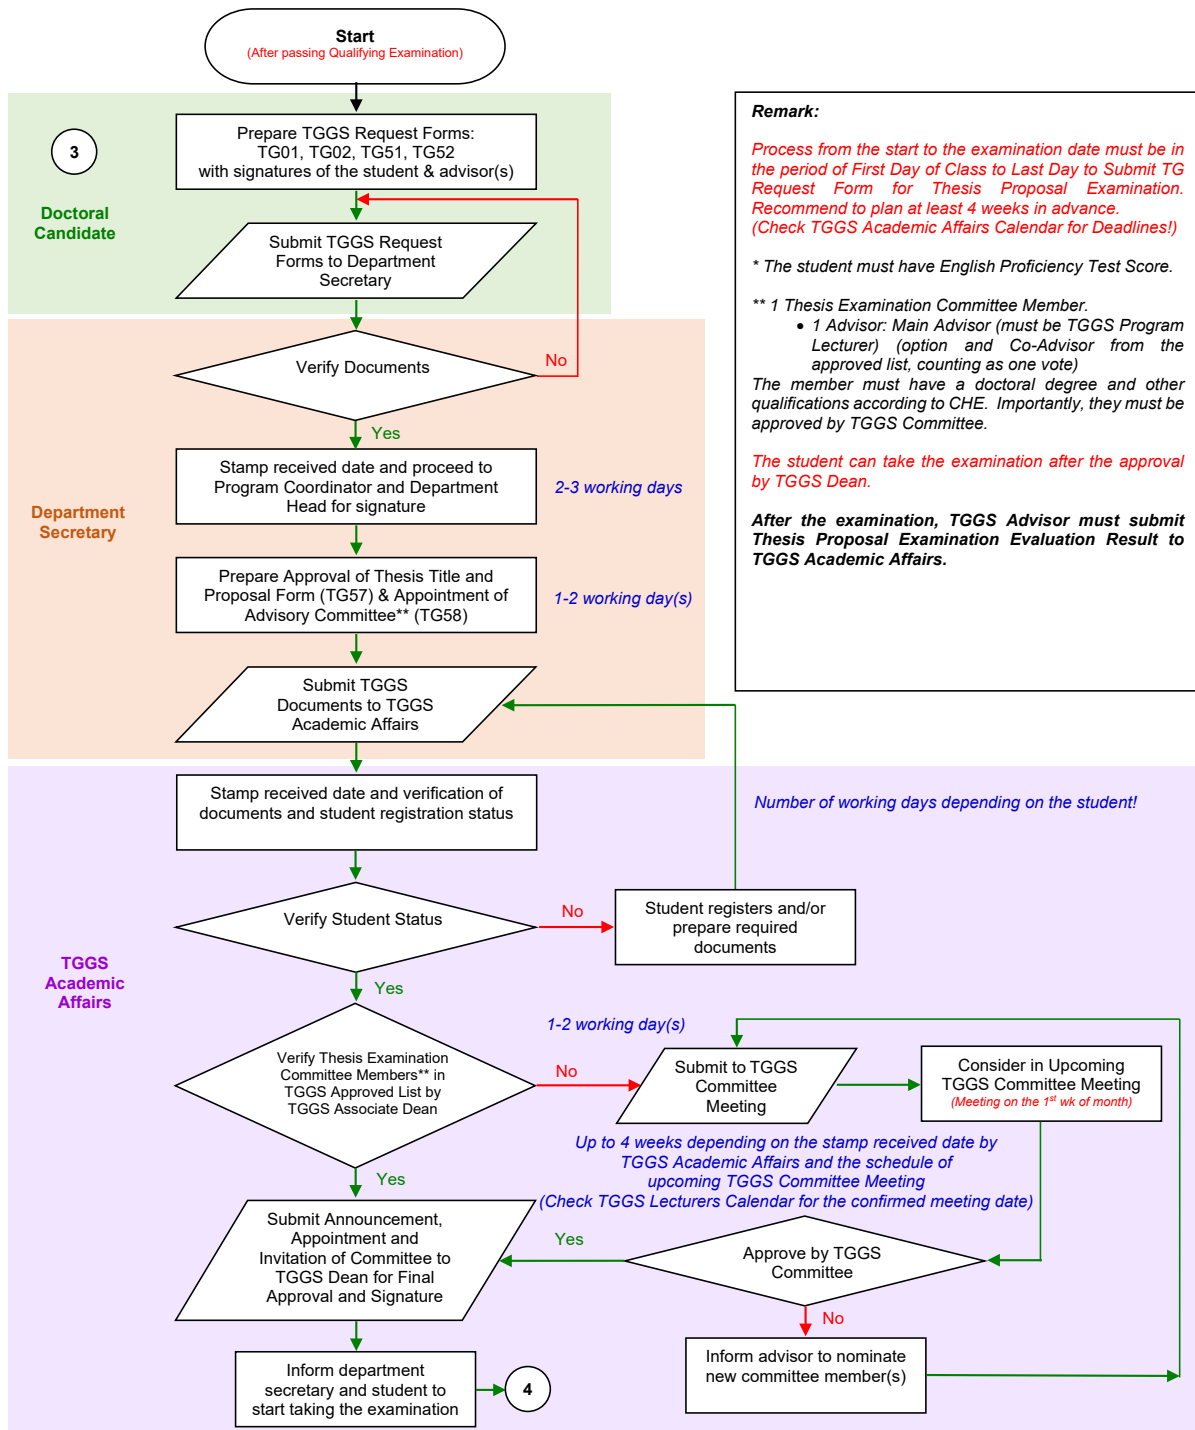 Start
(After passing Qualifying Examination)
3
Doctoral
Candidate
Prepare TGGS Request Forms:
TG01, TG02, TG51, TG52
with signatures of the student & advisor(s)
Submit TGGS Request
Forms to Department
Secretary
Verify Documents
No
Yes
Department
Secretary
Stamp received date and proceed to
Program Coordinator and Department
Head for signature
2-3 working days
Prepare Approval of Thesis Title and
Proposal Form (TG57) & Appointment of
Advisory Committee** (TG58)
1-2 working day(s)
Submit TGGS
Documents to TGGS
Academic Affairs
Remark:
Process from the start to the examination date must be in
the period of First Day of Class to Last Day to Submit TG
Request Form for Thesis Proposal Examination.
Recommend to plan at least 4 weeks in advance.
(Check TGGS Academic Affairs Calendar for Deadlines!)
* The student must have English Proficiency Test Score.
** 1 Thesis Examination Committee Member.
• 1 Advisor: Main Advisor (must be TGGS Program
Lecturer) (option and Co-Advisor from the
approved list, counting as one vote)
The member must have a doctoral degree and other
qualifications according to CHE. Importantly, they must be
approved by TGGS Committee.
The student can take the examination after the approval
by TGGS Dean.
After the examination, TGGS Advisor must submit
Thesis Proposal Examination Evaluation Result to
TGGS Academic Affairs.
Stamp received date and verification of
documents and student registration status
Number of working days depending on the student!
Verify Student Status
No
Student registers and/or
prepare required
documents
TGGS
Academic
Affairs
Yes
Verify Thesis Examination
Committee Members** in
TGGS Approved List by
TGGS Associate Dean
1-2 working day(s)
No
Submit to TGGS
Committee
Meeting
Consider in Upcoming
TGGS Committee Meeting
(Meeting on the 1st wk of month)
Up to 4 weeks depending on the stamp received date by
TGGS Academic Affairs and the schedule of
upcoming TGGS Committee Meeting
(Check TGGS Lecturers Calendar for the confirmed meeting date)
Yes
Submit Announcement,
Appointment and
Invitation of Committee to
TGGS Dean for Final
Approval and Signature
Yes
Approve by TGGS
Committee
No
Inform advisor to nominate
new committee member(s)
Inform department
secretary and student to
start taking the examination
4